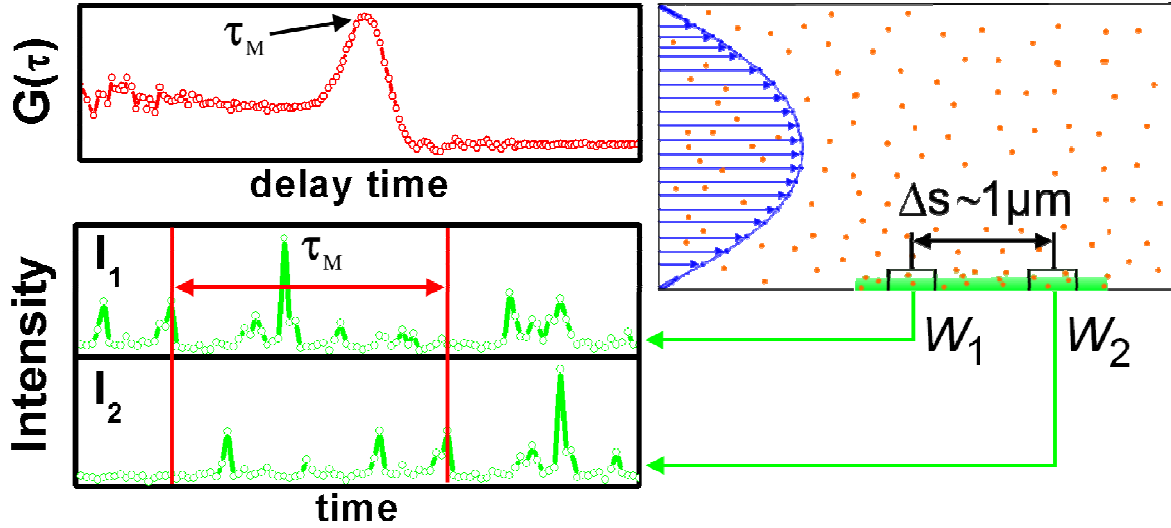 G(τ)
τM
delay time
Δs~1μm
W1
W2
Intensity
I1
τM
I2
time